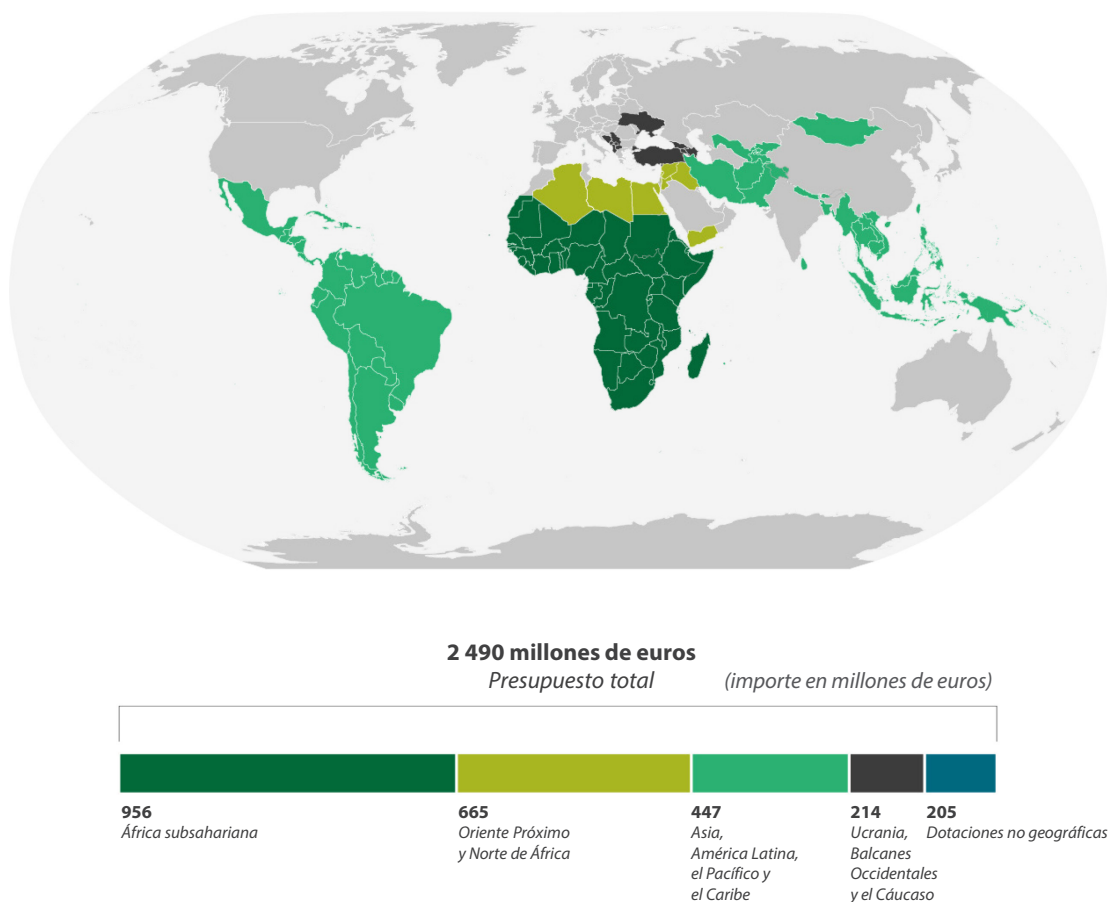 2 490 millones de euros
Presupuesto total
(importe en millones de euros)
956
África subsahariana
665
Oriente Próximo
y Norte de África
447
Asia,
América Latina,
el Pacífico y
el Caribe
214
Ucrania,
Balcanes
Occidentales
y el Cáucaso
205
Dotaciones no geográficas